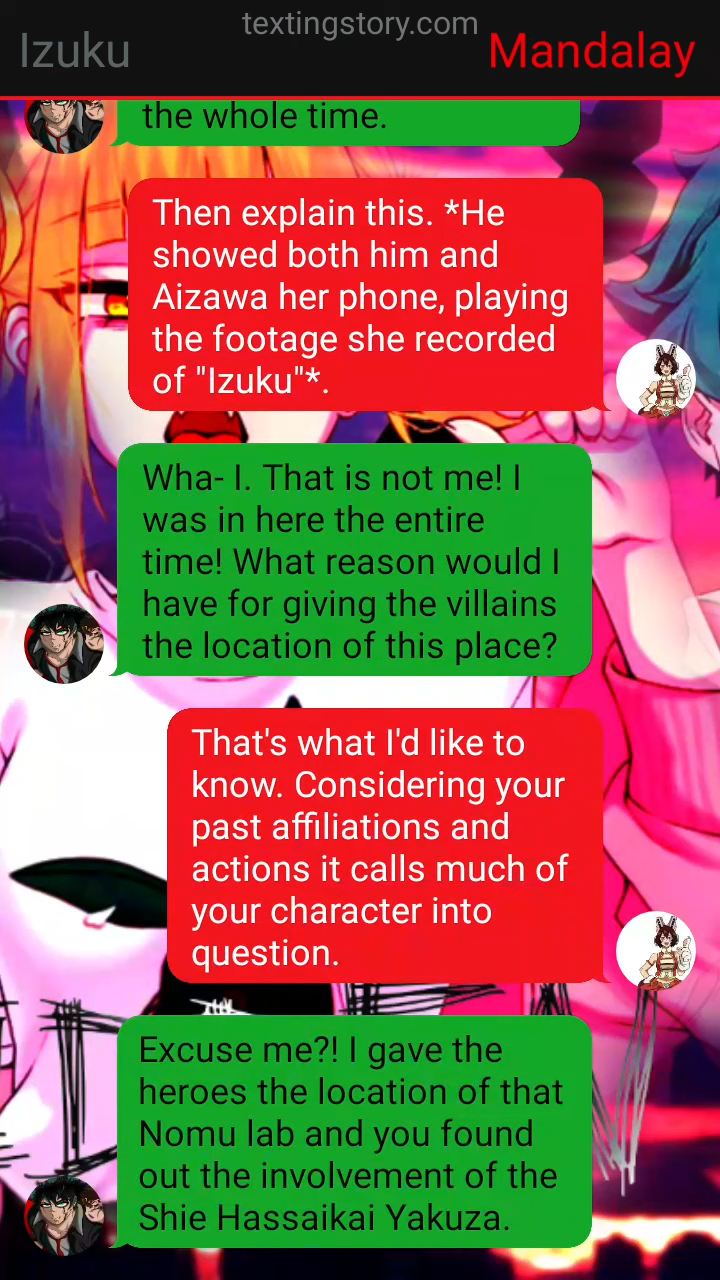 textingstory.com
Izuku
Mandalay
the whole time.
Then explain this. *He
showed both him and
Aizawa her phone, playing
the footage she recorded
of "Izuku"*.
Wha- I. That is not me! I
was in here the entire
time! What reason would I
have for giving the villains
the location of this place?
That's what I'd like to
know. Considering your
past affiliations and
actions it calls much of
your character into
question.
Excuse me?! I gave the
heroes the location of that
Nomu lab and you found
out the involvement of the
Shie Hassaikai Yakuza.